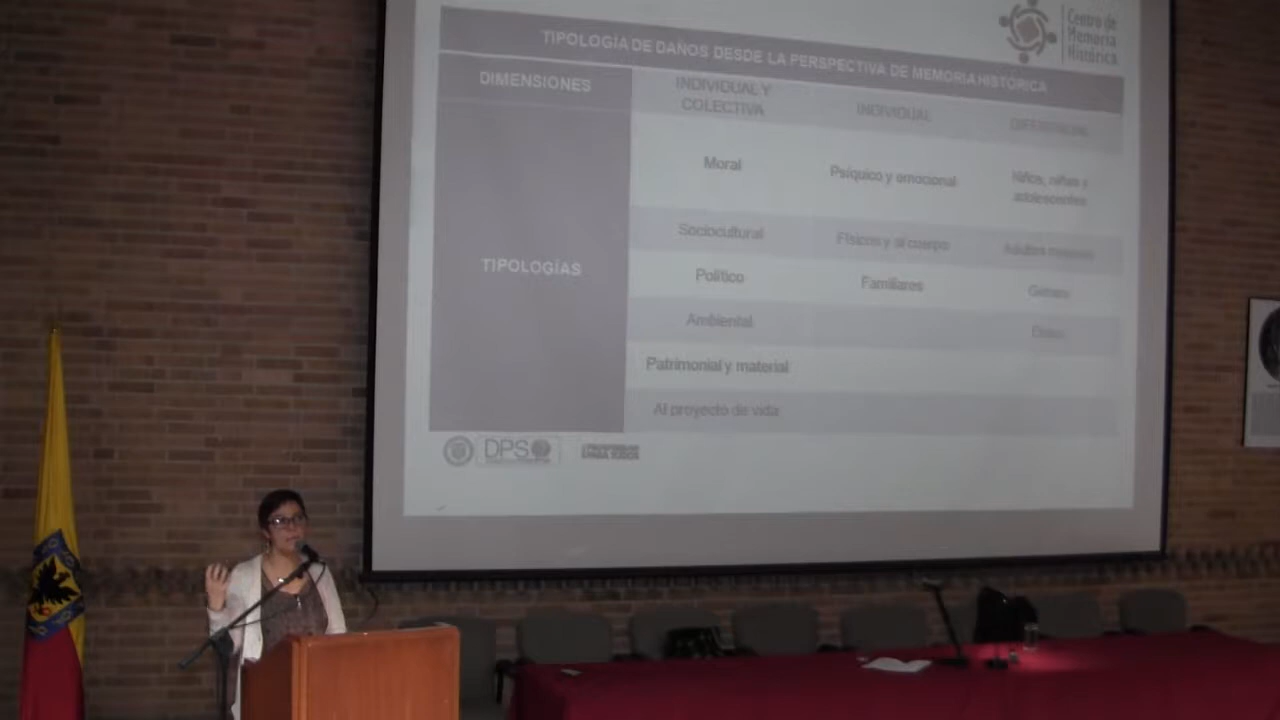 Centro de
Memoria
Histórica
TIPOLOGÍA DE DAÑOS DESDE LA PERSPECTIVA DE MEMORIA HISTÓRICA
DIMENSIONES
INDIVIDUAL Y
COLECTIVA
INDIVIDUAL
DIFERENCIAL
Moral
Psíquico y emocional
Niños, niñas y
adolescentes
Sociocultural
Físicos y al cuerpo
Adultos mayores
TIPOLOGÍAS
Político
Familiares
Género
Ambiental
Patrimonial y material
Al proyecto de vida
DPS